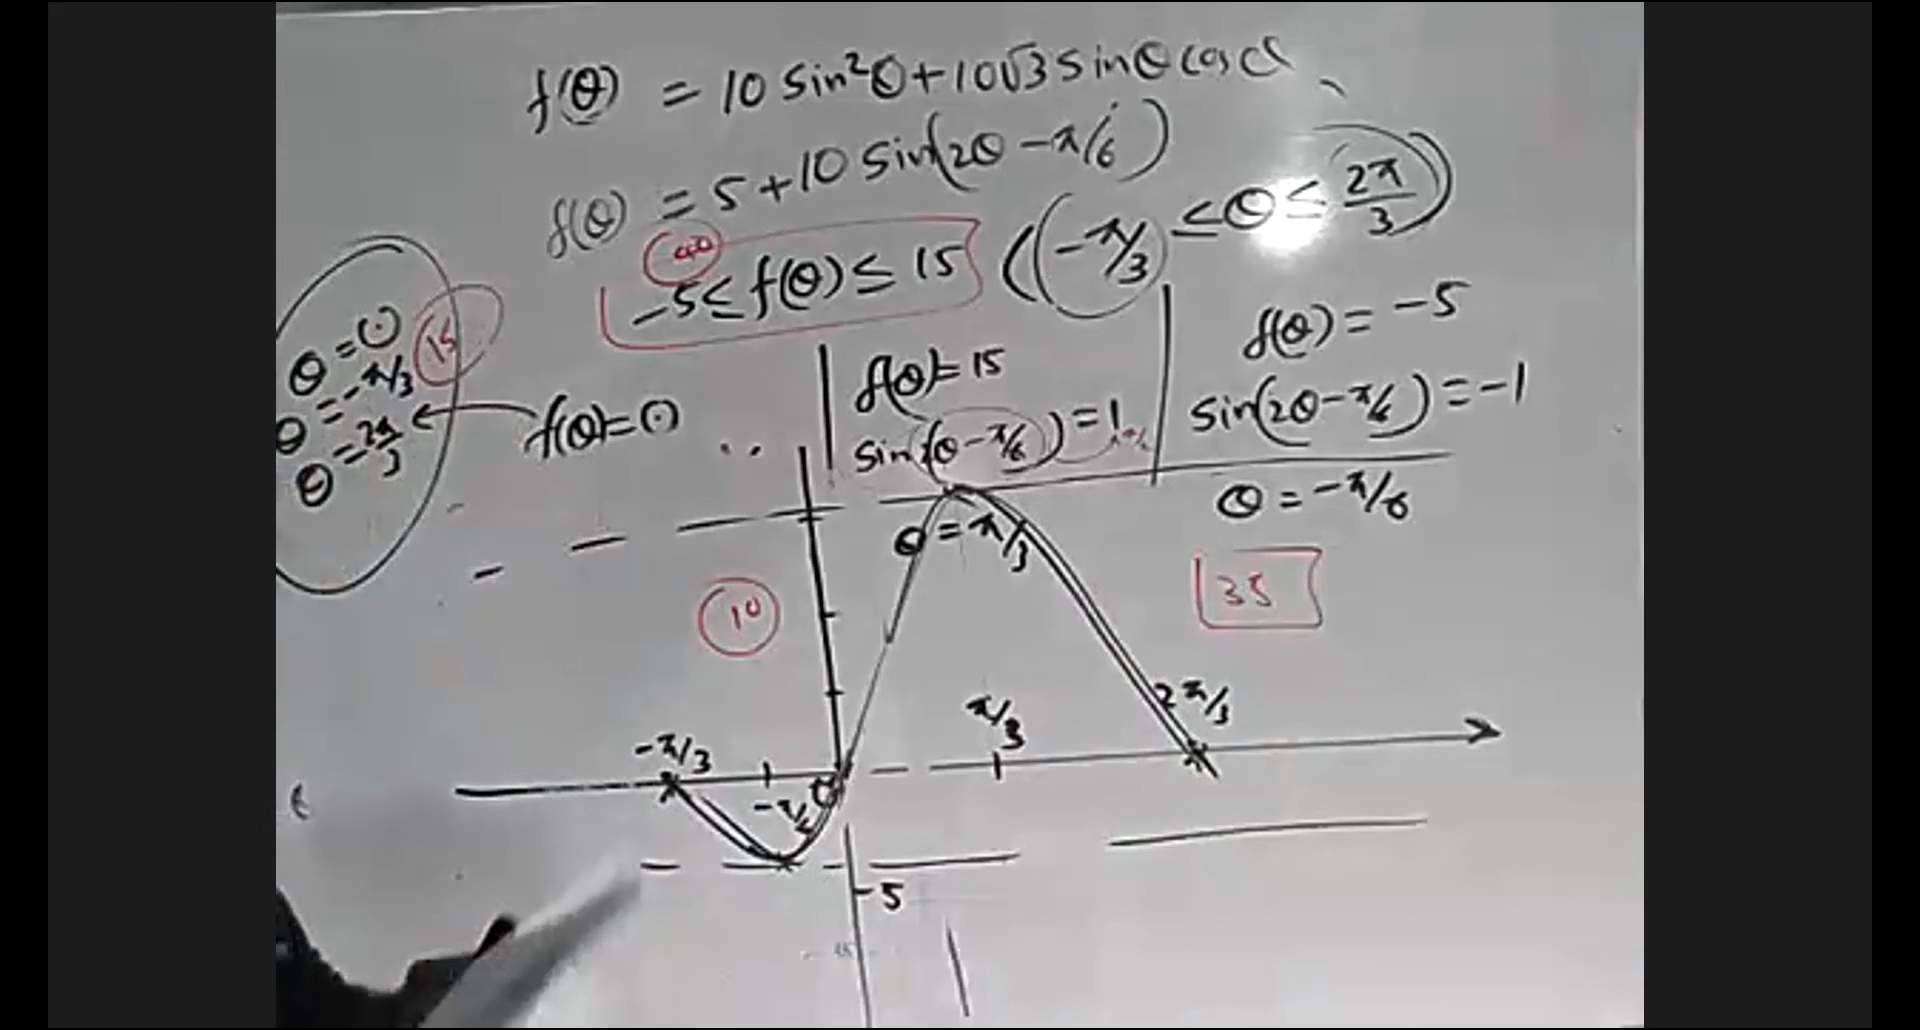 f(θ) = 10 sin²θ + 10√3 sinθ cosθ
f(θ) = 5 + 10 sin(2θ - π/6)
-5 ≤ f(θ) ≤ 15 (-π/3 ≤ θ ≤ 2π/3)
θ = 0
θ = -π/3
θ = 2π/3
15
f(θ) = 0
f(θ) = 15
sin(2θ - π/6) = 1
θ = π/3
f(θ) = -5
sin(2θ - π/6) = -1
θ = -π/6
10
35
-π/3
0
π/3
2π/3
-5